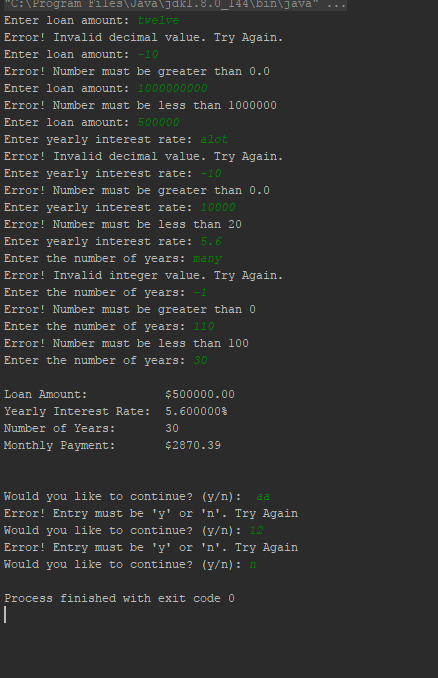 "C:\Program Files\Java\jdk1.8.0_144\bin\java" ...
Enter loan amount: twelve
Error! Invalid decimal value. Try Again.
Enter loan amount: -10
Error! Number must be greater than 0.0
Enter loan amount: 1000000000
Error! Number must be less than 1000000
Enter loan amount: 500000
Enter yearly interest rate: alot
Error! Invalid decimal value. Try Again.
Enter yearly interest rate: -10
Error! Number must be greater than 0.0
Enter yearly interest rate: 10000
Error! Number must be less than 20
Enter yearly interest rate: 5.6
Enter the number of years: many
Error! Invalid integer value. Try Again.
Enter the number of years: -1
Error! Number must be greater than 0
Enter the number of years: 110
Error! Number must be less than 100
Enter the number of years: 30
Loan Amount: $500000.00
Yearly Interest Rate: 5.600000%
Number of Years: 30
Monthly Payment: $2870.39
Would you like to continue? (y/n): aa
Error! Entry must be 'y' or 'n'. Try Again
Would you like to continue? (y/n): 12
Error! Entry must be 'y' or 'n'. Try Again
Would you like to continue? (y/n): n
Process finished with exit code 0